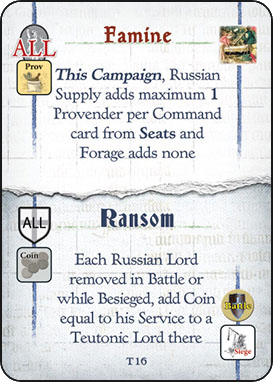 ALL
Famine
Prov
This Campaign, Russian
Supply adds maximum 1
Provender per Command
card from Seats and
Forage adds none
ALL
Ransom
Coin
Each Russian Lord
removed in Battle or
while Besieged, add Coin
equal to his Service to a
Teutonic Lord there
Battle
Siege
T16